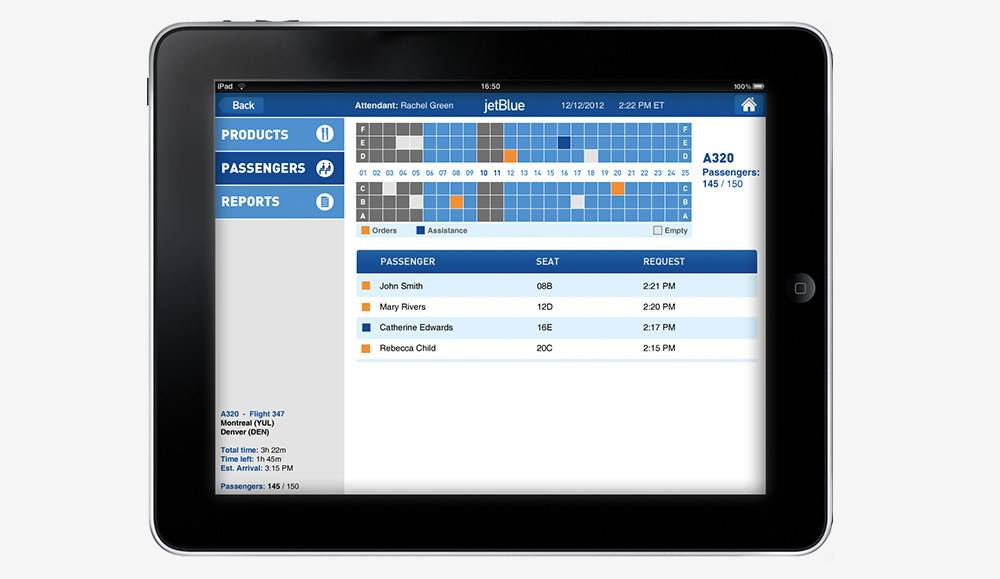 iPad 16:50 100%
Back Attendant: Rachel Green jetBlue 12/12/2012 2:22 PM ET
PRODUCTS
PASSENGERS
REPORTS
F F
E E
D D
01 02 03 04 05 06 07 08 09 10 11 12 13 14 15 16 17 18 19 20 21 22 23 24 25
C C
B B
A A
Orders Assistance Empty
A320
Passengers:
145 / 150
PASSENGER SEAT REQUEST
John Smith 08B 2:21 PM
Mary Rivers 12D 2:20 PM
Catherine Edwards 16E 2:17 PM
Rebecca Child 20C 2:15 PM
A320 - Flight 347
Montreal (YUL)
Denver (DEN)
Total time: 3h 22m
Time left: 1h 45m
Est. Arrival: 3:15 PM
Passengers: 145 / 150